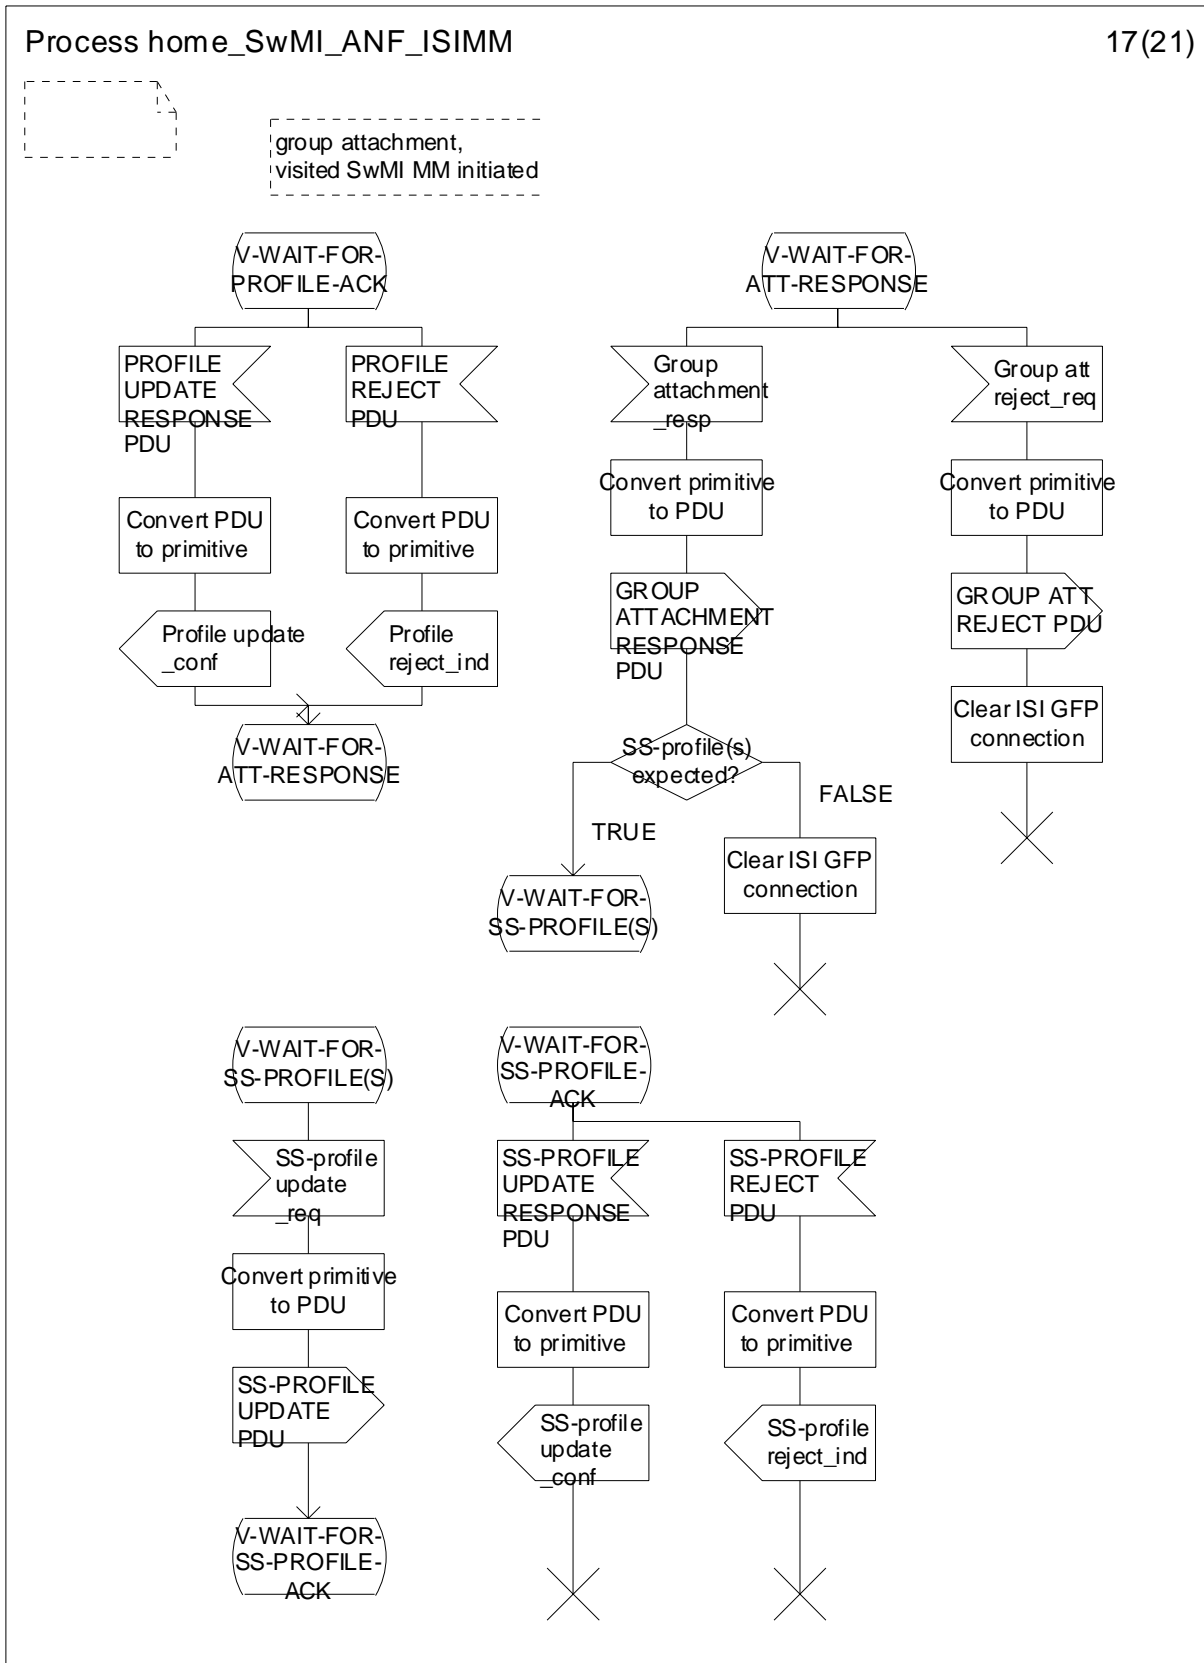 Process home_SwMI_ANF_ISIMM
17(21)
group attachment,
visited SwMI MM initiated
V-WAIT-FOR-
PROFILE-ACK
PROFILE
UPDATE
RESPONSE
PDU
PROFILE
REJECT
PDU
Convert PDU
to primitive
Convert PDU
to primitive
Profile update
_conf
Profile
reject_ind
V-WAIT-FOR-
ATT-RESPONSE
V-WAIT-FOR-
ATT-RESPONSE
Group
attachment
_resp
Group att
reject_req
Convert primitive
to PDU
Convert primitive
to PDU
GROUP
ATTACHMENT
RESPONSE
PDU
GROUP ATT
REJECT PDU
Clear ISI GFP
connection
SS-profile(s)
expected?
FALSE
TRUE
Clear ISI GFP
connection
V-WAIT-FOR-
SS-PROFILE(S)
V-WAIT-FOR-
SS-PROFILE(S)
SS-profile
update
_req
Convert primitive
to PDU
SS-PROFILE
UPDATE
PDU
V-WAIT-FOR-
SS-PROFILE-
ACK
V-WAIT-FOR-
SS-PROFILE-
ACK
SS-PROFILE
UPDATE
RESPONSE
PDU
SS-PROFILE
REJECT
PDU
Convert PDU
to primitive
Convert PDU
to primitive
SS-profile
update
_conf
SS-profile
reject_ind